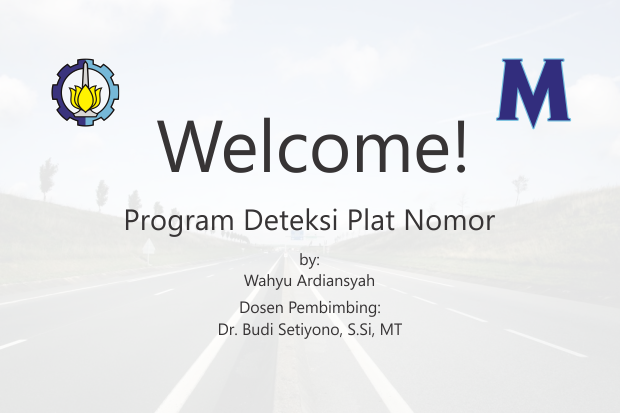 M
Welcome!
Program Deteksi Plat Nomor
by:
Wahyu Ardiansyah
Dosen Pembimbing:
Dr. Budi Setiyono, S.Si, MT